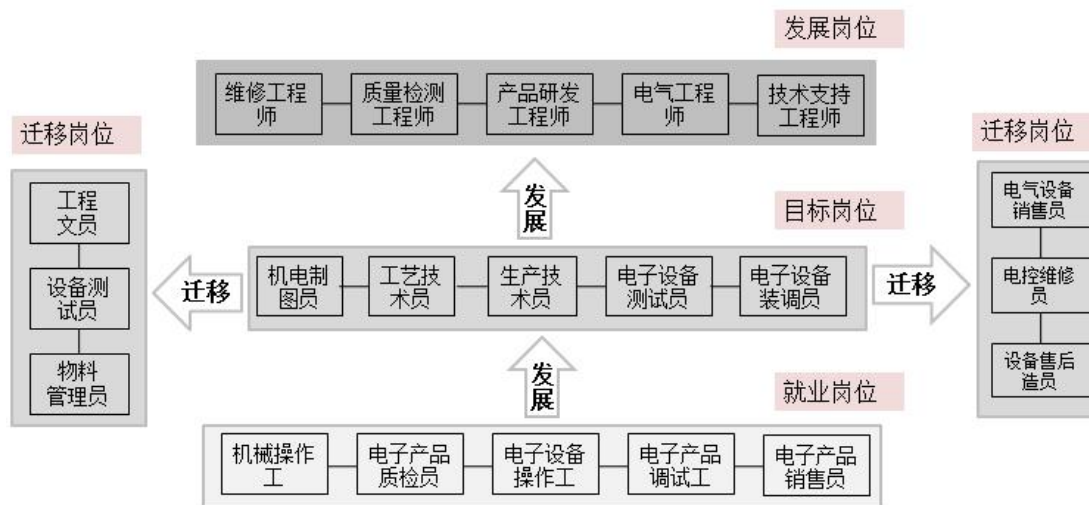 发展岗位
维修工程
师
质量检测
工程师
产品研发
工程师
电气工程
师
技术支持
工程师
迁移岗位
工程
文员
设备测
试员
物料
管理员
迁移岗位
电气设备
销售员
电控维修
员
设备售后
造员
发展
目标岗位
机电制
图员
工艺技
术员
生产技
术员
电子设备
测试员
电子设备
装调员
迁移
迁移
发展
就业岗位
机械操作
工
电子产品
质检员
电子设备
操作工
电子产品
调试工
电子产品
销售员